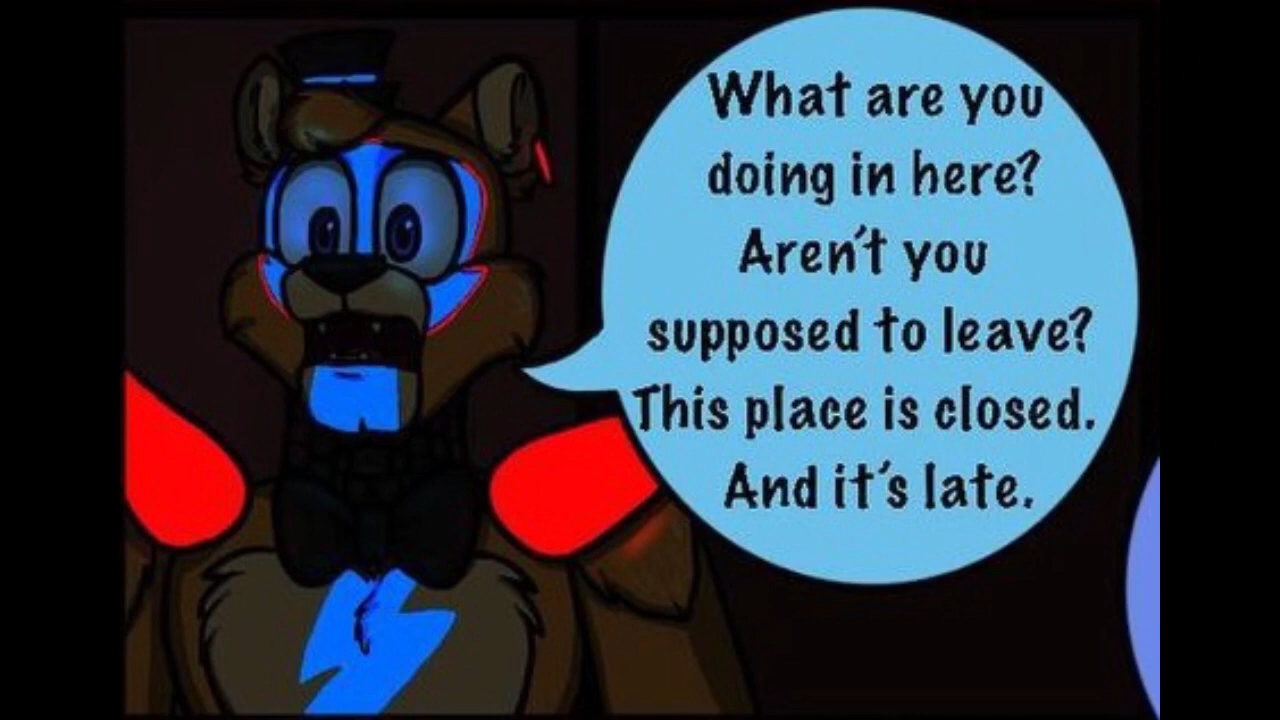 What are you
doing in here?
Aren't you
supposed to leave?
This place is closed.
And it's late.